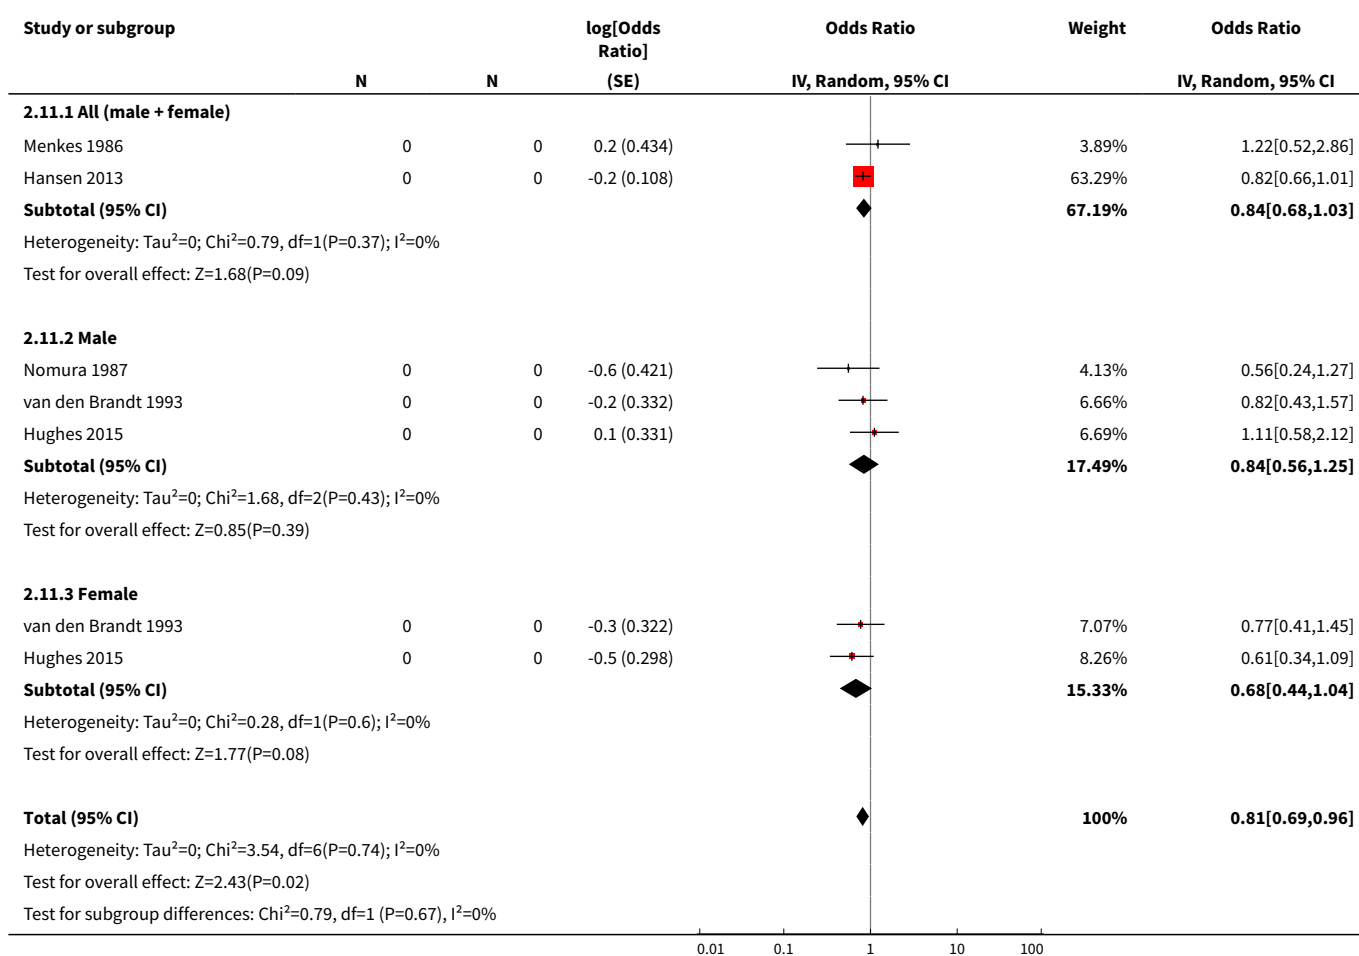 Study or subgroup log[Odds Ratio] Odds Ratio Weight Odds Ratio
N N (SE) IV, Random, 95% CI IV, Random, 95% CI
2.11.1 All (male + female)
Menkes 1986 0 0 0.2 (0.434) 3.89% 1.22[0.52,2.86]
Hansen 2013 0 0 -0.2 (0.108) 63.29% 0.82[0.66,1.01]
Subtotal (95% CI) 67.19% 0.84[0.68,1.03]
Heterogeneity: Tau²=0; Chi²=0.79, df=1(P=0.37); I²=0%
Test for overall effect: Z=1.68(P=0.09)
2.11.2 Male
Nomura 1987 0 0 -0.6 (0.421) 4.13% 0.56[0.24,1.27]
van den Brandt 1993 0 0 -0.2 (0.332) 6.66% 0.82[0.43,1.57]
Hughes 2015 0 0 0.1 (0.331) 6.69% 1.11[0.58,2.12]
Subtotal (95% CI) 17.49% 0.84[0.56,1.25]
Heterogeneity: Tau²=0; Chi²=1.68, df=2(P=0.43); I²=0%
Test for overall effect: Z=0.85(P=0.39)
2.11.3 Female
van den Brandt 1993 0 0 -0.3 (0.322) 7.07% 0.77[0.41,1.45]
Hughes 2015 0 0 -0.5 (0.298) 8.26% 0.61[0.34,1.09]
Subtotal (95% CI) 15.33% 0.68[0.44,1.04]
Heterogeneity: Tau²=0; Chi²=0.28, df=1(P=0.6); I²=0%
Test for overall effect: Z=1.77(P=0.08)
Total (95% CI) 100% 0.81[0.69,0.96]
Heterogeneity: Tau²=0; Chi²=3.54, df=6(P=0.74); I²=0%
Test for overall effect: Z=2.43(P=0.02)
Test for subgroup differences: Chi²=0.79, df=1 (P=0.67), I²=0%
0.01 0.1 1 10 100